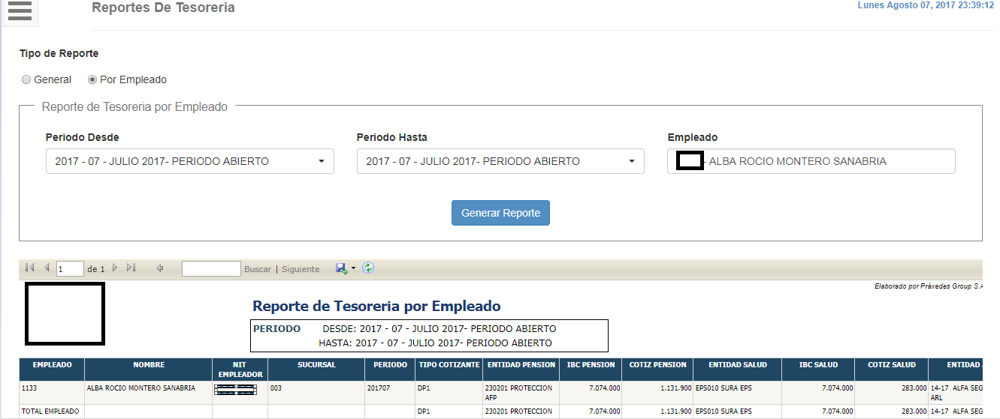 Reportes De Tesoreria
Lunes Agosto 07, 2017 23:39:12
Tipo de Reporte
General Por Empleado
Reporte de Tesoreria por Empleado
Periodo Desde Periodo Hasta Empleado
2017 - 07 - JULIO 2017- PERIODO ABIERTO 2017 - 07 - JULIO 2017- PERIODO ABIERTO - ALBA ROCIO MONTERO SANABRIA
Generar Reporte
1 de 1 Buscar | Siguiente
Elaborado por Práxedes Group S.A
Reporte de Tesoreria por Empleado
PERIODO DESDE: 2017 - 07 - JULIO 2017- PERIODO ABIERTO
HASTA: 2017 - 07 - JULIO 2017- PERIODO ABIERTO
EMPLEADO NOMBRE NIT SUCURSAL PERIODO TIPO COTIZANTE ENTIDAD PENSION IBC PENSION COTIZ PENSION ENTIDAD SALUD IBC SALUD COTIZ SALUD ENTIDAD
EMPLEADOR
1133 ALBA ROCIO MONTERO SANABRIA 003 201707 DP1 230201 PROTECCION 7.074.000 1.131.900 EPS010 SURA EPS 7.074.000 283.000 14-17 ALFA SEG
AFP ARL
TOTAL EMPLEADO DP1 230201 PROTECCION 7.074.000 1.131.900 EPS010 SURA EPS 7.074.000 283.000 14-17 ALFA SEG